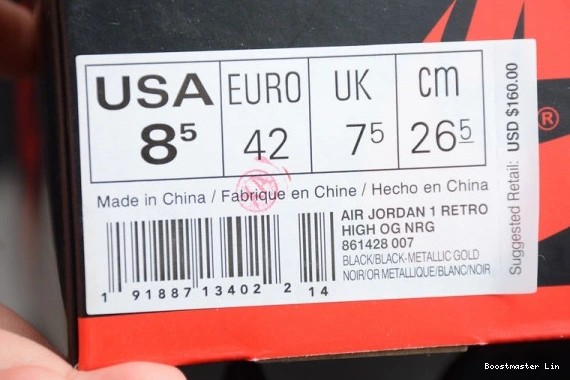 USA EURO UK cm
8⁵ 42 7⁵ 26⁵
Made in China / Fabrique en Chine / Hecho en China
AIR JORDAN 1 RETRO
HIGH OG NRG
861428 007
BLACK/BLACK-METALLIC GOLD
NOIR/OR METALLIQUE/BLANC/NOIR
1 91887 13402 2 14
Suggested Retail: USD $160.00
®
Boostmaster Lin